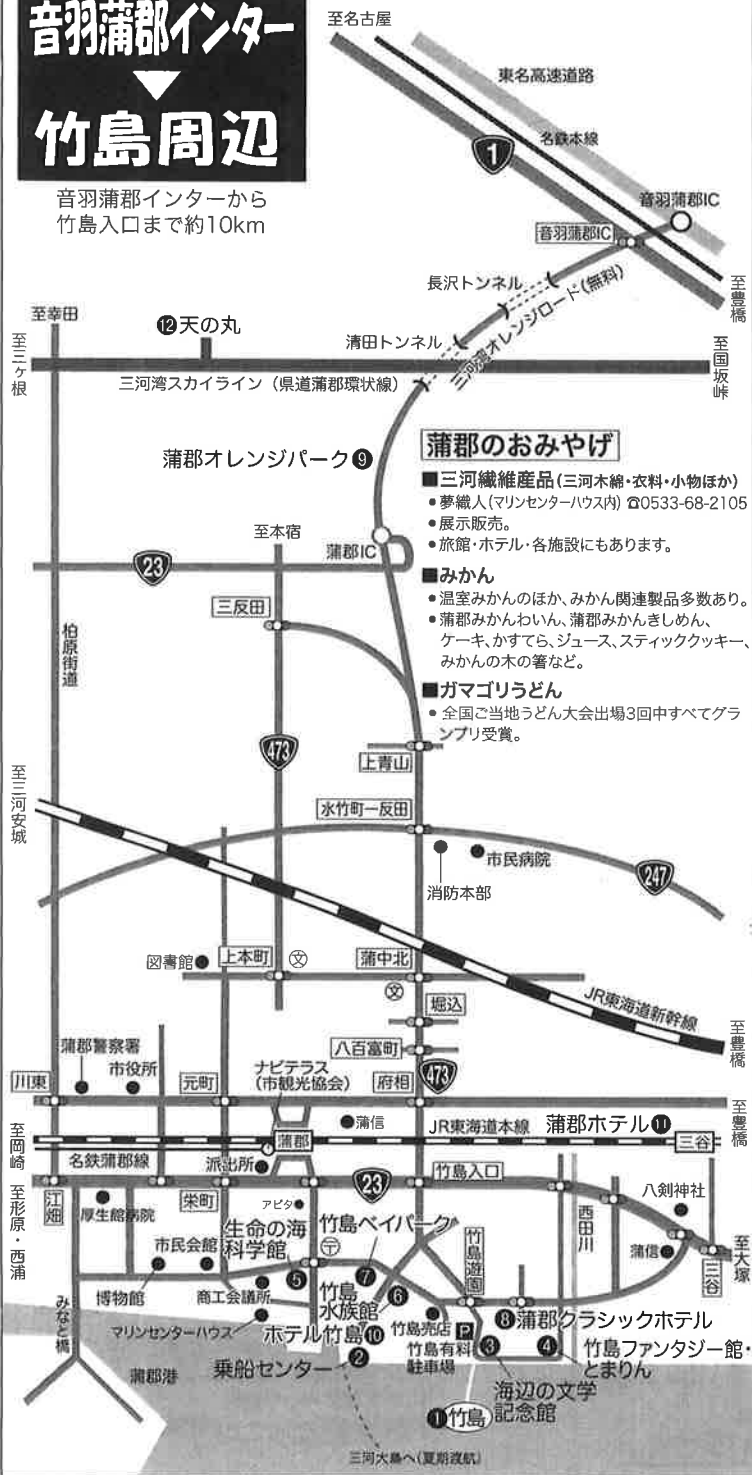 音羽蒲郡インター
▼
竹島周辺
音羽蒲郡インターから
竹島入口まで約10km
至名古屋
東名高速道路
名鉄本線
1
音羽蒲郡IC
音羽蒲郡IC
至豊橋
長沢トンネル
三河湾オレンジロード(無料)
清田トンネル
至幸田
至三ヶ根
⓬天の丸
至国坂峠
三河湾スカイライン(県道蒲郡環状線)
蒲郡オレンジパーク❾
蒲郡のおみやげ
■三河繊維産品(三河木綿・衣料・小物ほか)
●夢織人(マリンセンターハウス内) ☎0533-68-2105
●展示販売。
●旅館・ホテル・各施設にもあります。
■みかん
●温室みかんのほか、みかん関連製品多数あり。
●蒲郡みかんわいん、蒲郡みかんきしめん、
ケーキ、かすてら、ジュース、スティッククッキー、
みかんの木の箸など。
■ガマゴリうどん
●全国ご当地うどん大会出場3回中すべてグラ
ンプリ受賞。
至本宿
蒲郡IC
23
三反田
柏原街道
473
上青山
至三河安城
水竹町一反田
市民病院
消防本部
247
図書館
上本町
文
蒲中北
文
堀込
JR東海道新幹線
至豊橋
八百富町
蒲郡警察署
市役所
ナビテラス
(市観光協会)
川東
元町
府相
473
至豊橋
蒲信
JR東海道本線
蒲郡ホテル⓫
至岡崎
蒲郡
三谷
名鉄蒲郡線
派出所
23
竹島入口
至形原・西浦
江畑
厚生館病院
栄町
アピタ
八剣神社
西田川
蒲信
至大塚
三谷
生命の海
科学館
❺
〒
竹島ベイパーク
❼
竹島遊園
市民会館
博物館
商工会議所
竹島
水族館
❻
マリンセンターハウス
ホテル竹島
❿
竹島売店
P
竹島有料
駐車場
❽蒲郡クラシックホテル
みなと橋
乗船センター
❷
❸
❹
竹島ファンタジー館・
とまりん
海辺の文学
記念館
蒲郡港
❶竹島
三河大島へ(夏期渡航)